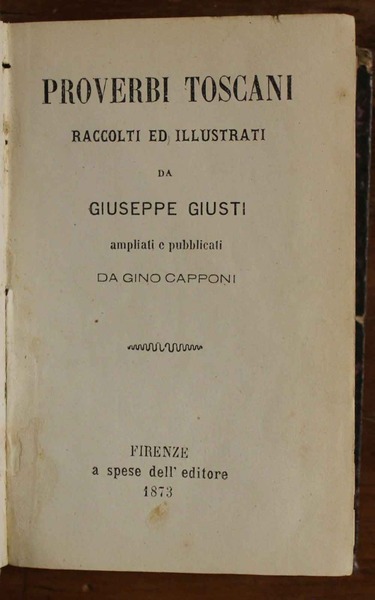 PROVERBI TOSCANI
RACCOLTI ED ILLUSTRATI
DA
GIUSEPPE GIUSTI
ampliati e pubblicati
DA GINO CAPPONI
FIRENZE
a spese dell' editore
1873